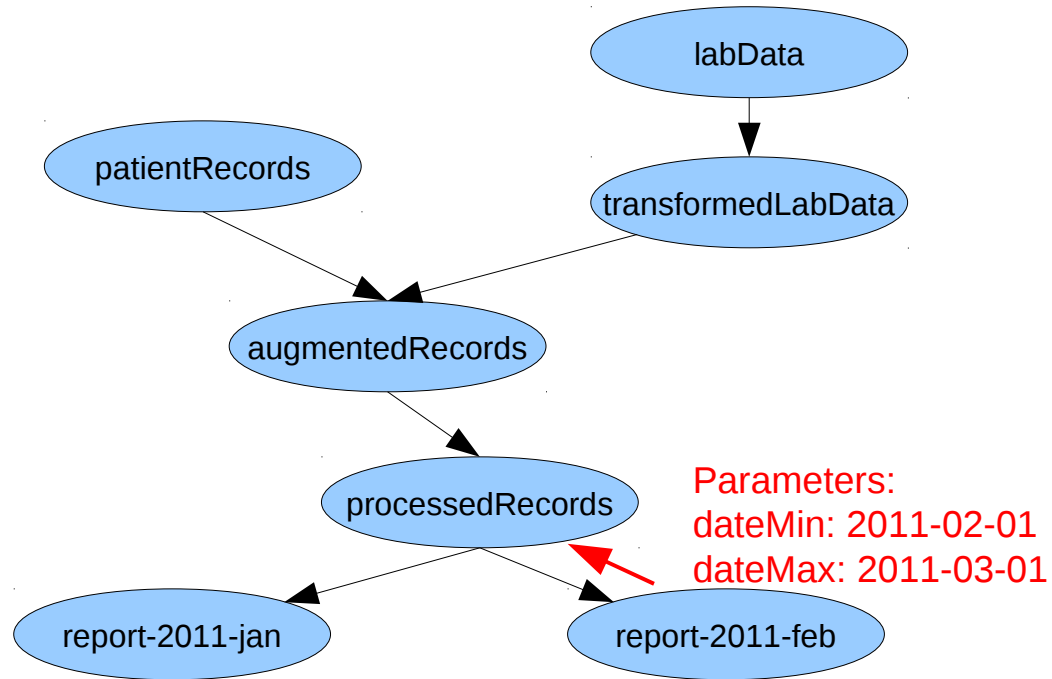 labData
patientRecords
transformedLabData
augmentedRecords
processedRecords
Parameters:
dateMin: 2011-02-01
dateMax: 2011-03-01
report-2011-jan
report-2011-feb